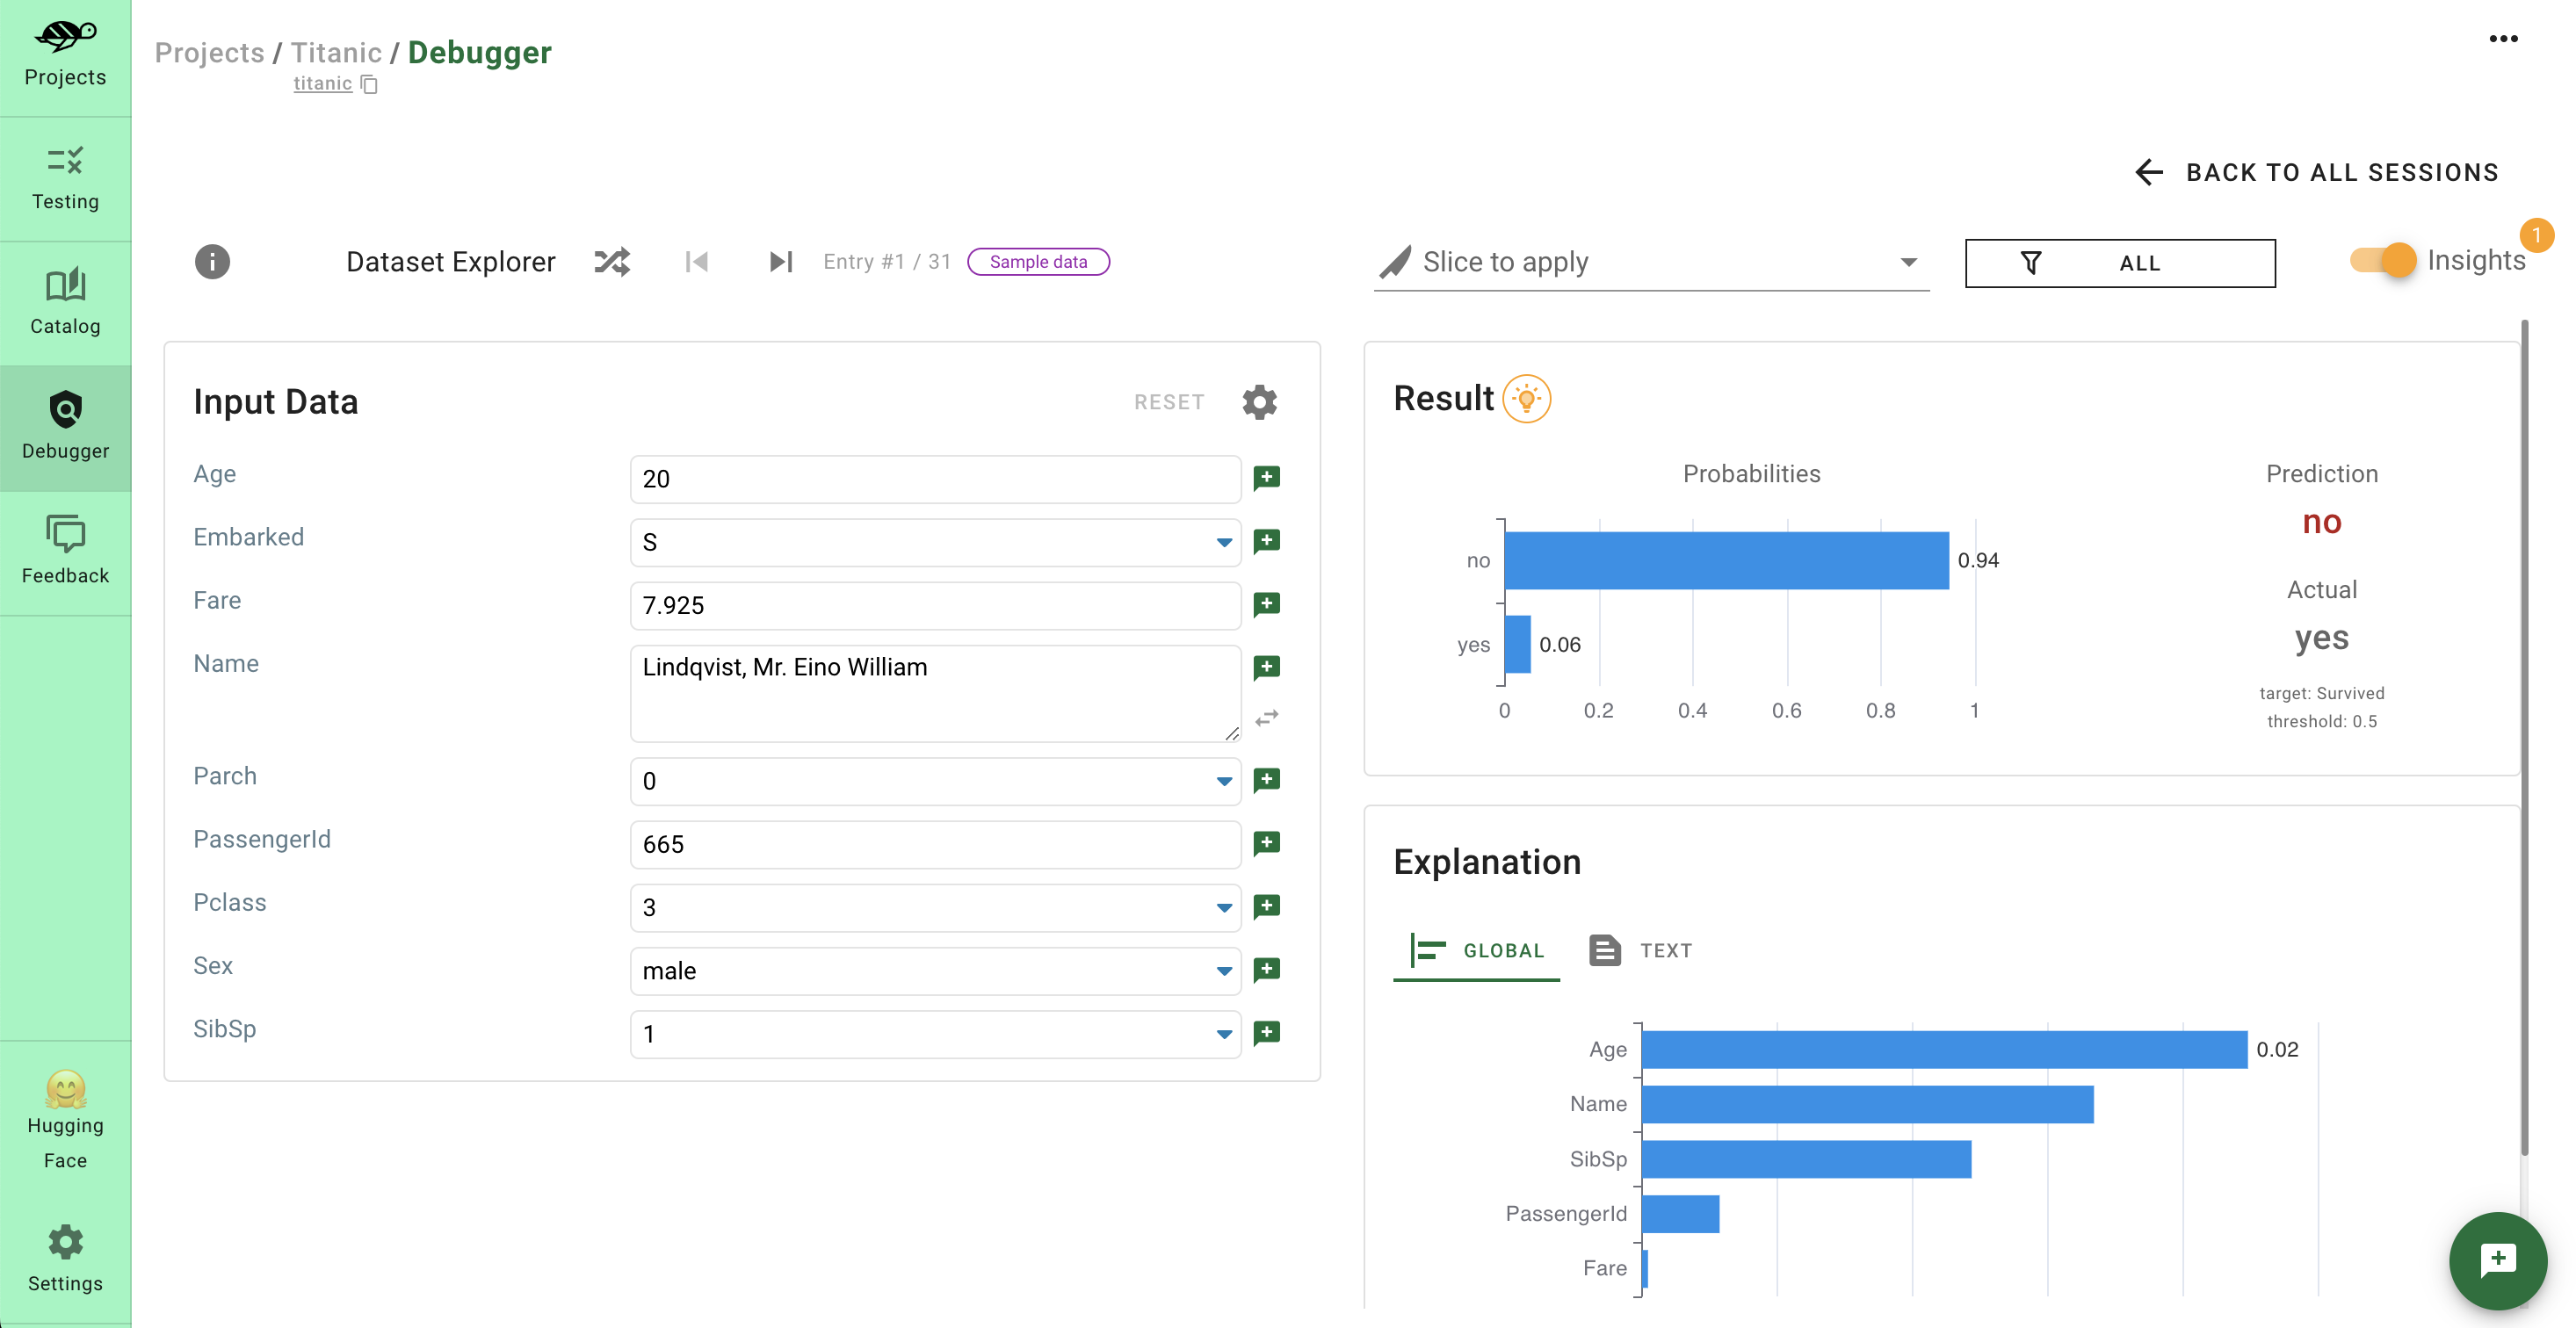 Projects
Testing
Catalog
Debugger
Feedback
Hugging
Face
Settings
Projects / Titanic / Debugger
titanic
BACK TO ALL SESSIONS
Dataset Explorer
Entry #1 / 31
Sample data
Slice to apply
ALL
Insights
1
Input Data
RESET
Age
20
Embarked
S
Fare
7.925
Name
Lindqvist, Mr. Eino William
Parch
0
PassengerId
665
Pclass
3
Sex
male
SibSp
1
Result
Probabilities
no
0.94
yes
0.06
0 0.2 0.4 0.6 0.8 1
Prediction
no
Actual
yes
target: Survived
threshold: 0.5
Explanation
GLOBAL
TEXT
Age
0.02
Name
SibSp
PassengerId
Fare